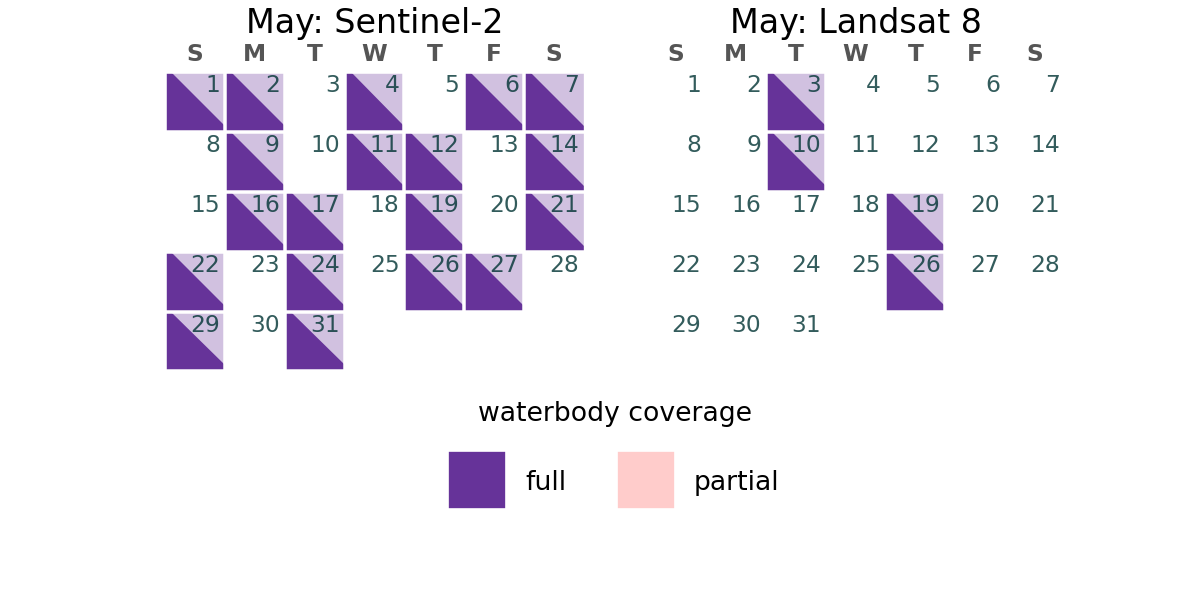 May: Sentinel-2
S M T W T F S
1 2 3 4 5 6 7
8 9 10 11 12 13 14
15 16 17 18 19 20 21
22 23 24 25 26 27 28
29 30 31
May: Landsat 8
S M T W T F S
1 2 3 4 5 6 7
8 9 10 11 12 13 14
15 16 17 18 19 20 21
22 23 24 25 26 27 28
29 30 31
waterbody coverage
full partial